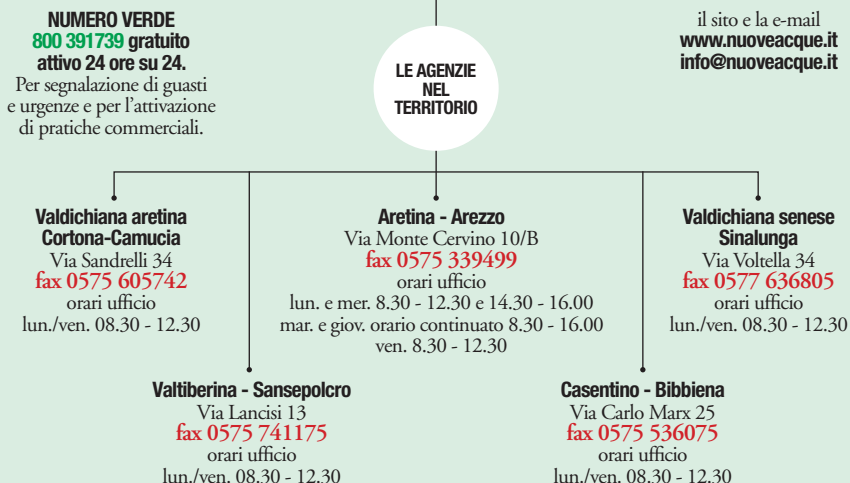 NUMERO VERDE
800 391739 gratuito
attivo 24 ore su 24.
Per segnalazione di guasti
e urgenze e per l'attivazione
di pratiche commerciali.
il sito e la e-mail
www.nuoveacque.it
info@nuoveacque.it
LE AGENZIE
NEL
TERRITORIO
Valdichiana aretina
Cortona-Camucia
Via Sandrelli 34
fax 0575 605742
orari ufficio
lun./ven. 08.30 - 12.30
Aretina - Arezzo
Via Monte Cervino 10/B
fax 0575 339499
orari ufficio
lun. e mer. 8.30 - 12.30 e 14.30 - 16.00
mar. e giov. orario continuato 8.30 - 16.00
ven. 8.30 - 12.30
Valdichiana senese
Sinalunga
Via Voltella 34
fax 0577 636805
orari ufficio
lun./ven. 08.30 - 12.30
Valtiberina - Sansepolcro
Via Lancisi 13
fax 0575 741175
orari ufficio
lun./ven. 08.30 - 12.30
Casentino - Bibbiena
Via Carlo Marx 25
fax 0575 536075
orari ufficio
lun./ven. 08.30 - 12.30